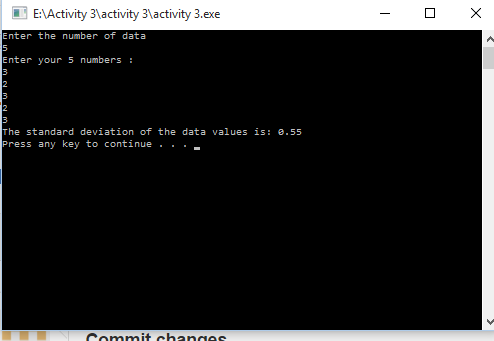 E:\Activity 3\activity 3\activity 3.exe
Enter the number of data
5
Enter your 5 numbers :
3
2
3
2
3
The standard deviation of the data values is: 0.55
Press any key to continue . . .
Commit changes